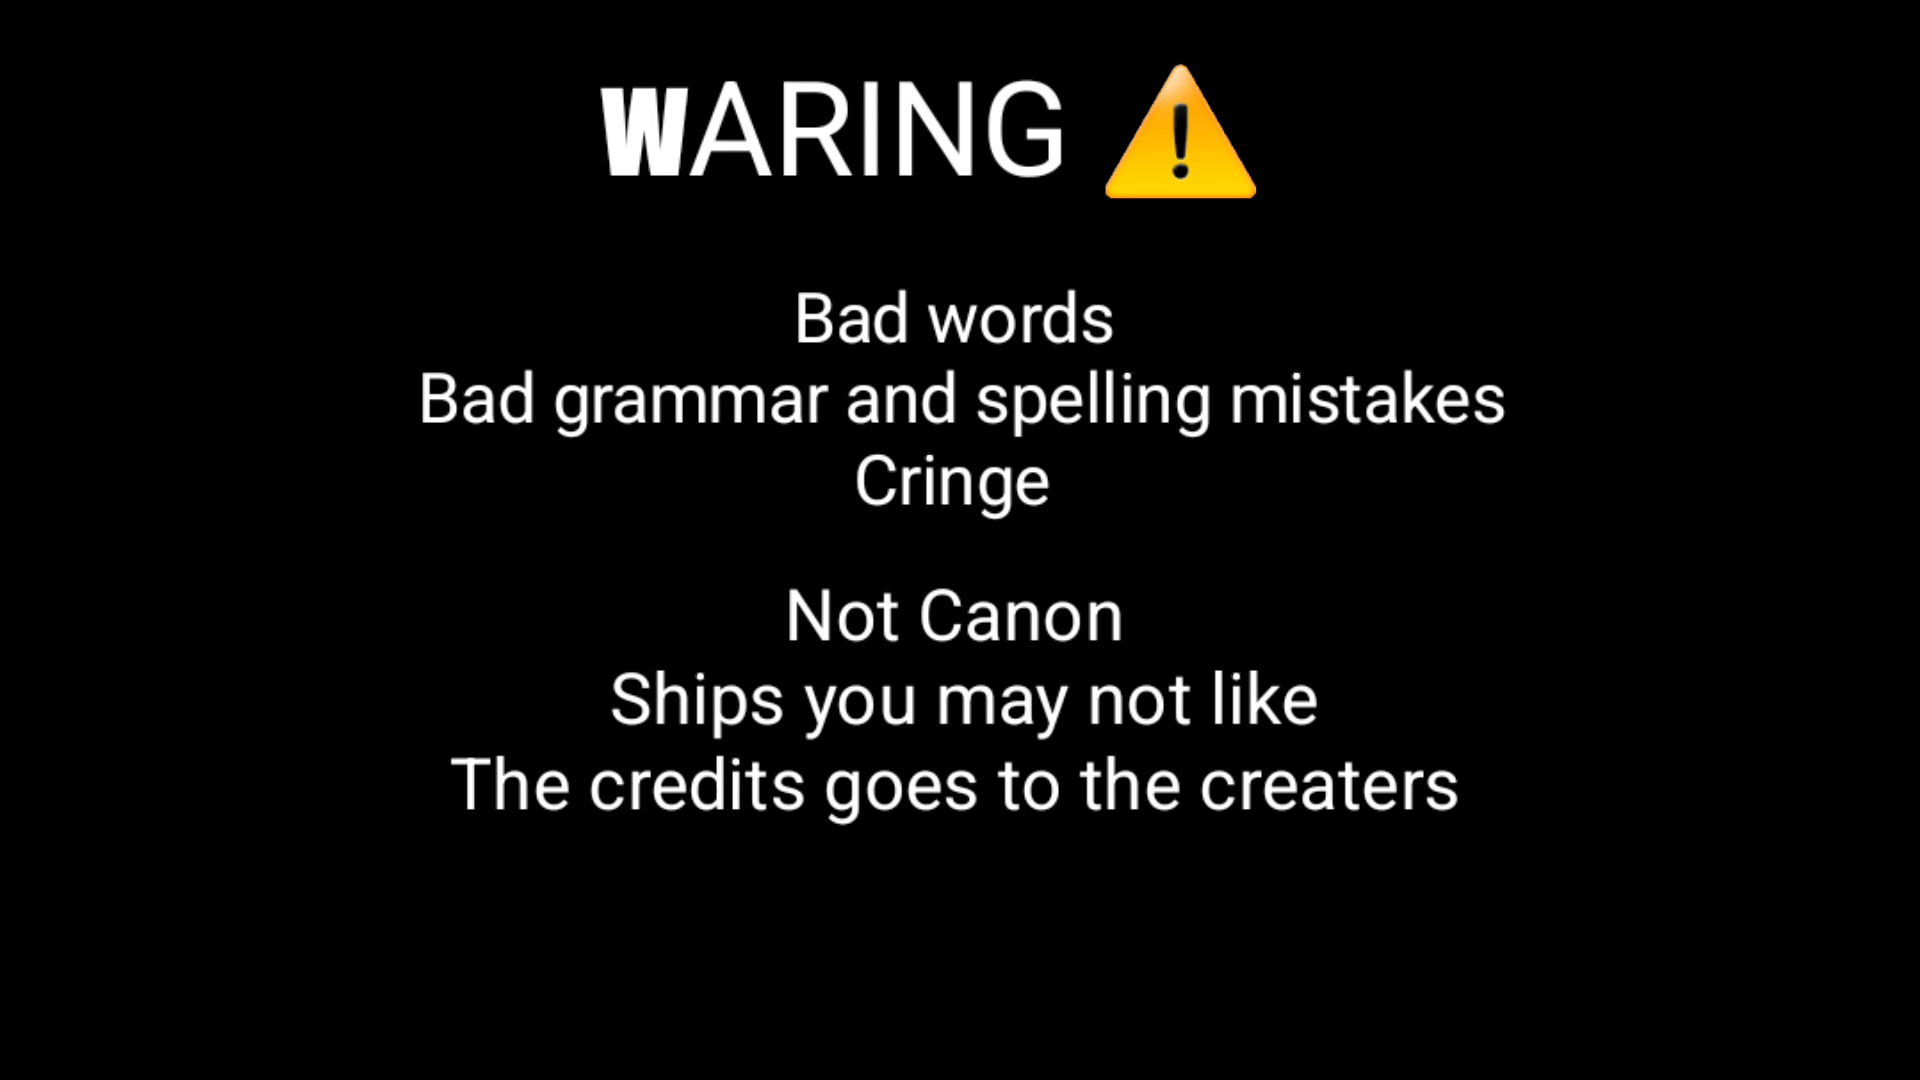 WARING ⚠️
Bad words
Bad grammar and spelling mistakes
Cringe
Not Canon
Ships you may not like
The credits goes to the creaters